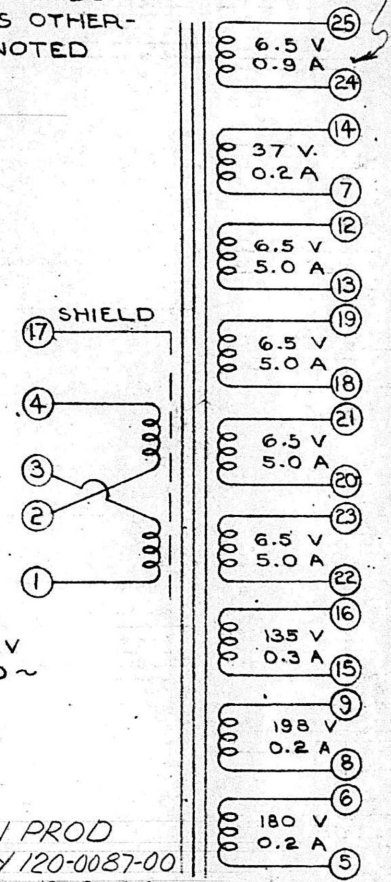 S OTHER-
NOTED
25
6.5 V
0.9 A
24
14
37 V.
0.2 A
7
12
6.5 V
5.0 A
13
SHIELD
17
19
6.5 V
5.0 A
18
4
21
6.5 V
5.0 A
20
3
2
23
6.5 V
5.0 A
22
1
16
135 V
0.3 A
15
V
~
9
198 V
0.2 A
8
6
180 V
0.2 A
5
PROD
120-0087-00